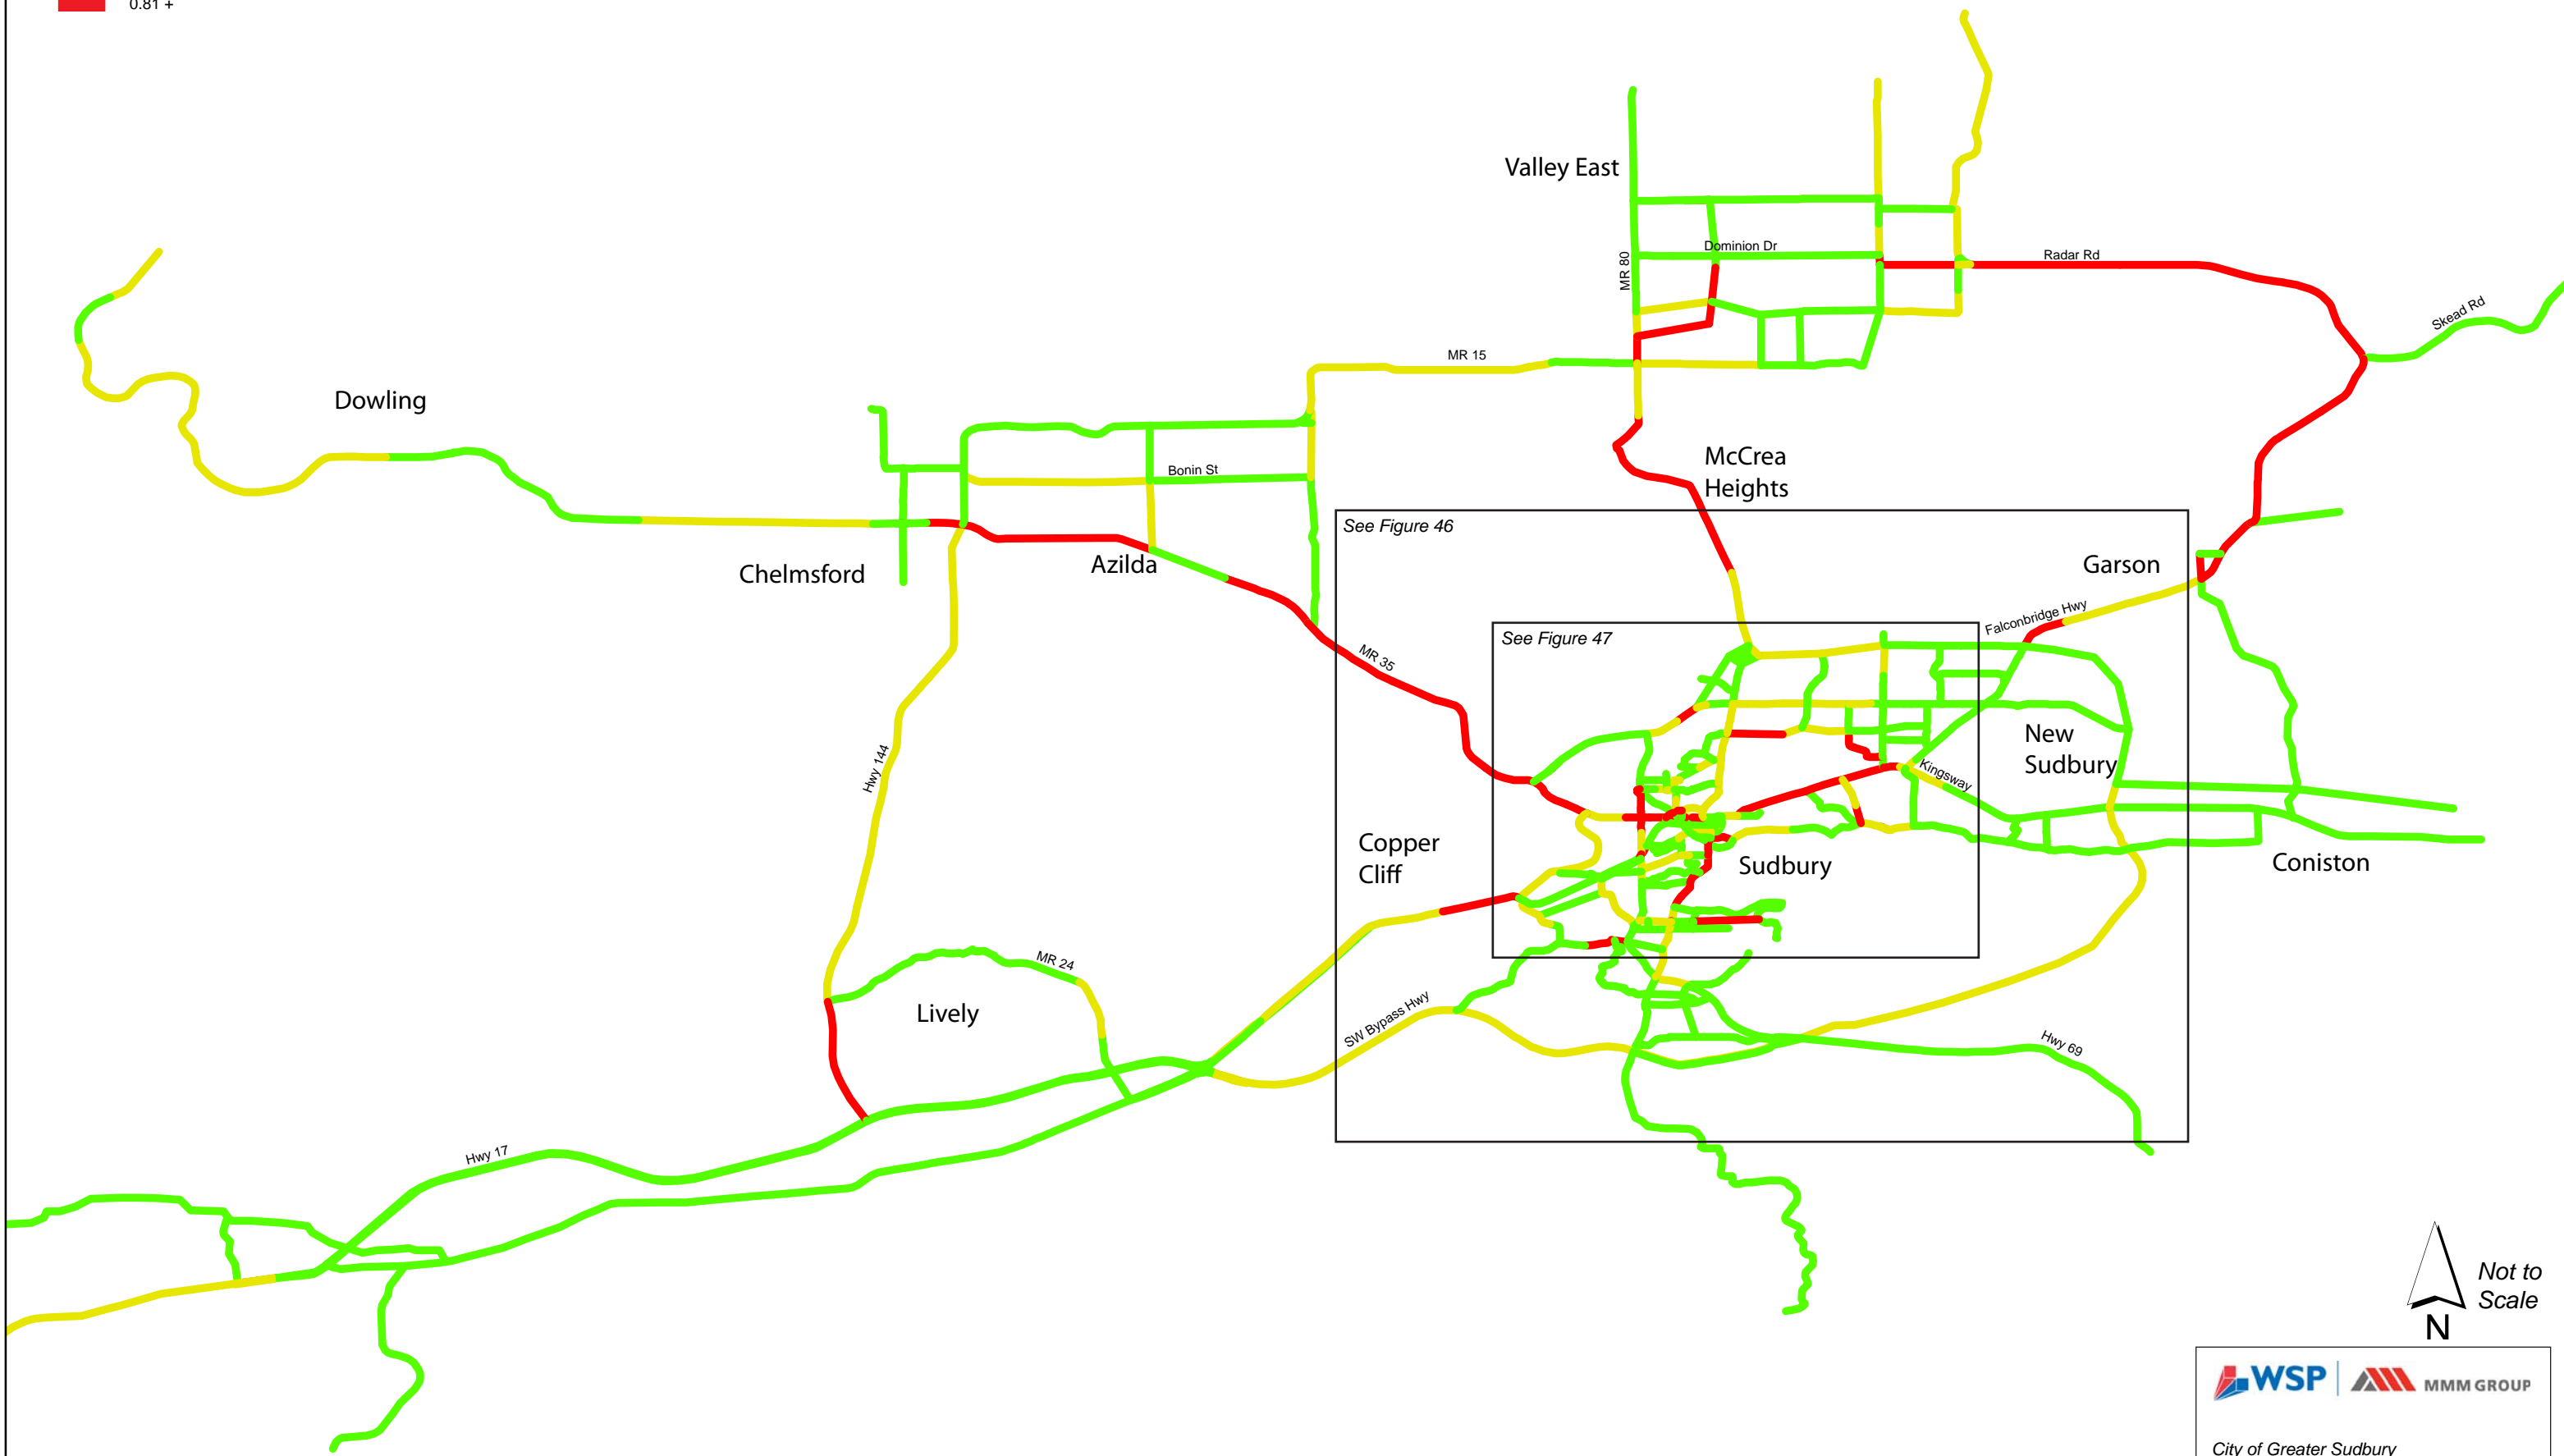 0.81 +
Valley East
Dominion Dr
MR 80
Radar Rd
Skead Rd
MR 15
Dowling
McCrea
Heights
Bonin St
See Figure 46
Chelmsford
Azilda
Garson
Falconbridge Hwy
See Figure 47
MR 35
New
Sudbury
Hwy 144
Kingsway
Copper
Cliff
Sudbury
Coniston
MR 24
Lively
SW Bypass Hwy
Hwy 69
Hwy 17
Not to
Scale
N
WSP
MMM GROUP
City of Greater Sudbury